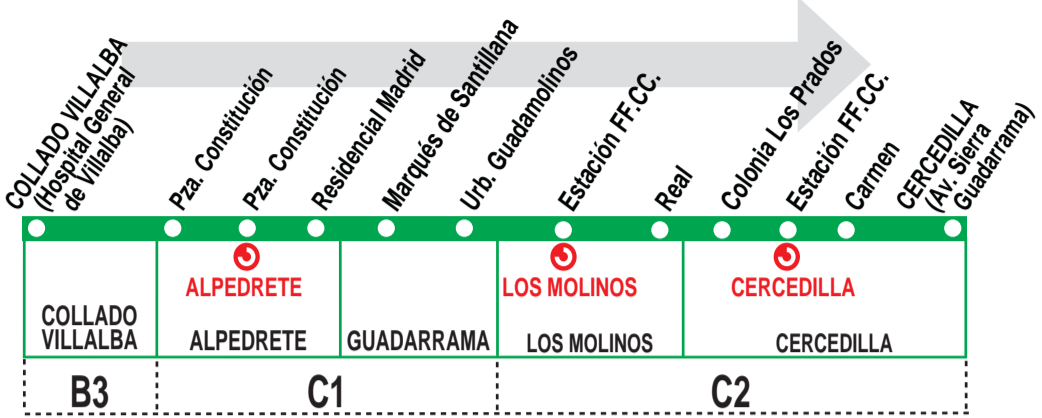 COLLADO VILLALBA
(Hospital General
de Villalba)
Pza. Constitución
Pza. Constitución
Residencial Madrid
Marqués de Santillana
Urb. Guadamolinos
Estación FF.CC.
Real
Colonia Los Prados
Estación FF.CC.
Carmen
CERCEDILLA
(Av. Sierra
Guadarrama)
ALPEDRETE
LOS MOLINOS
CERCEDILLA
COLLADO
VILLALBA
ALPEDRETE
GUADARRAMA
LOS MOLINOS
CERCEDILLA
B3
C1
C2